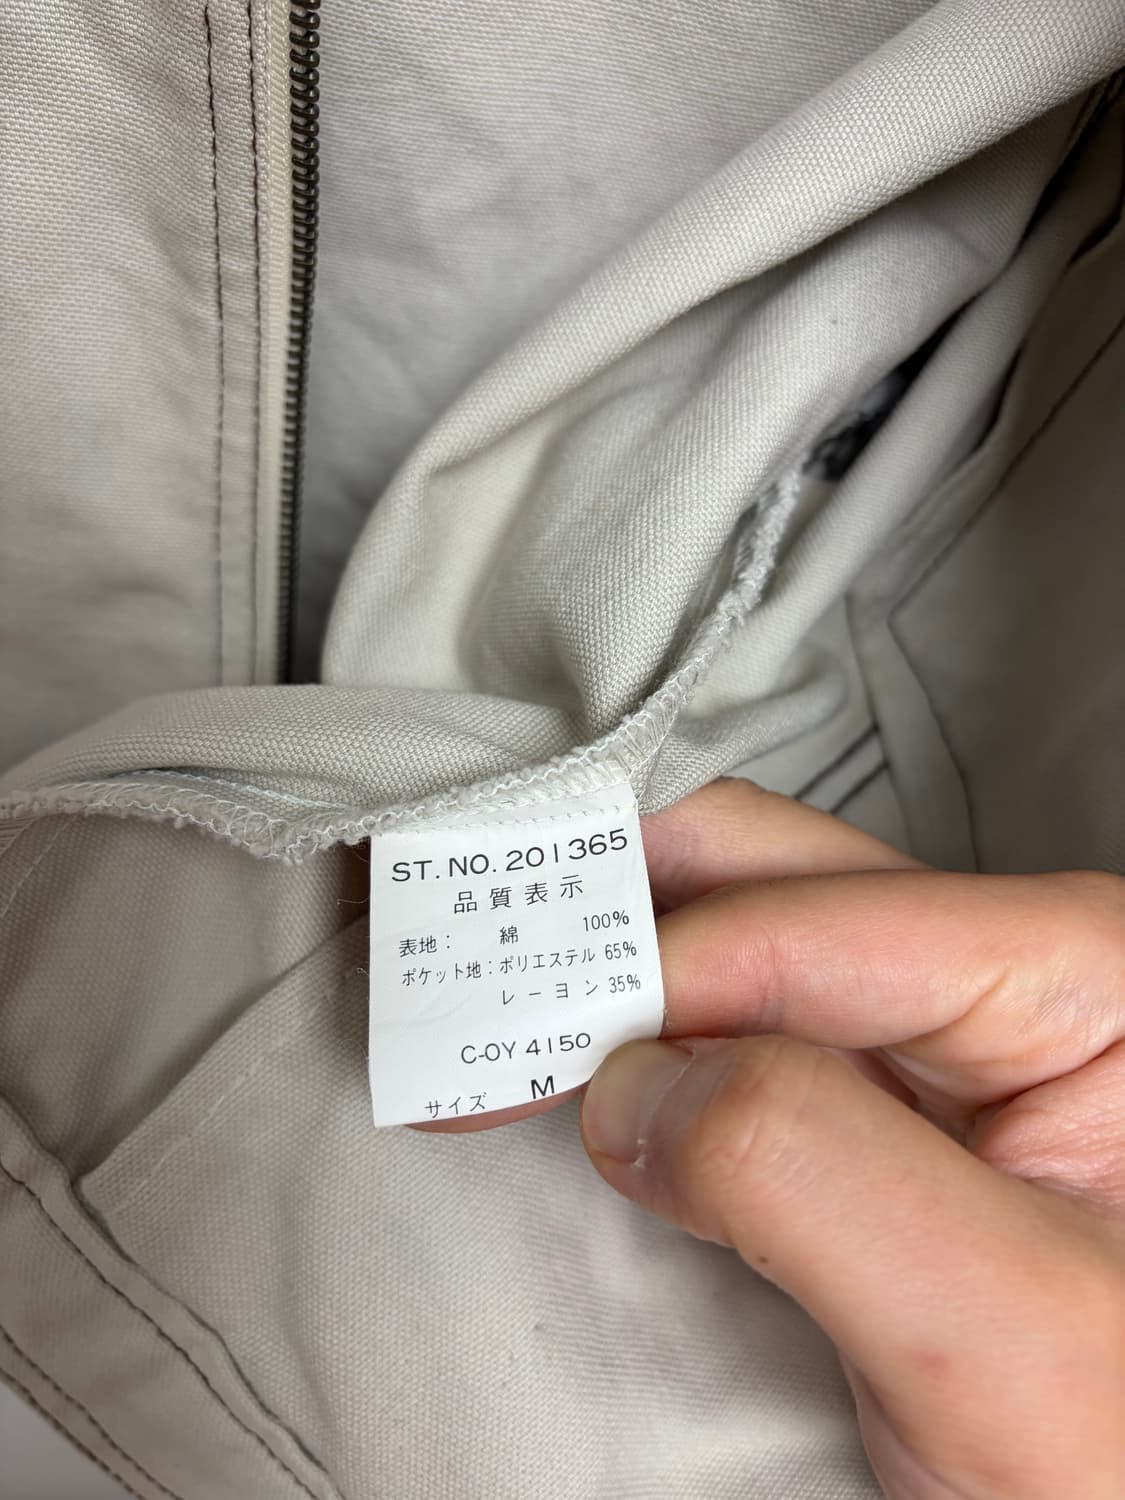 ST. NO. 201365
品質表示
表地: 綿 100%
ポケット地:ポリエステル 65%
レーヨン 35%
C-OY 4150
サイズ M